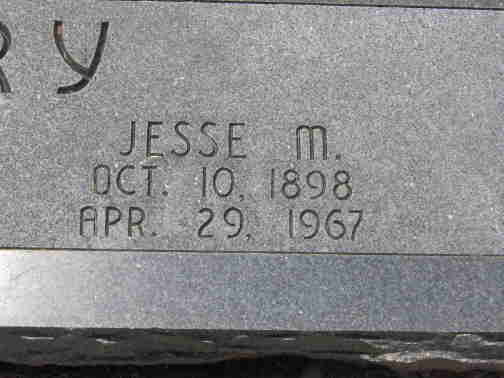 RY
JESSE M.
OCT. 10, 1898
APR. 29, 1967